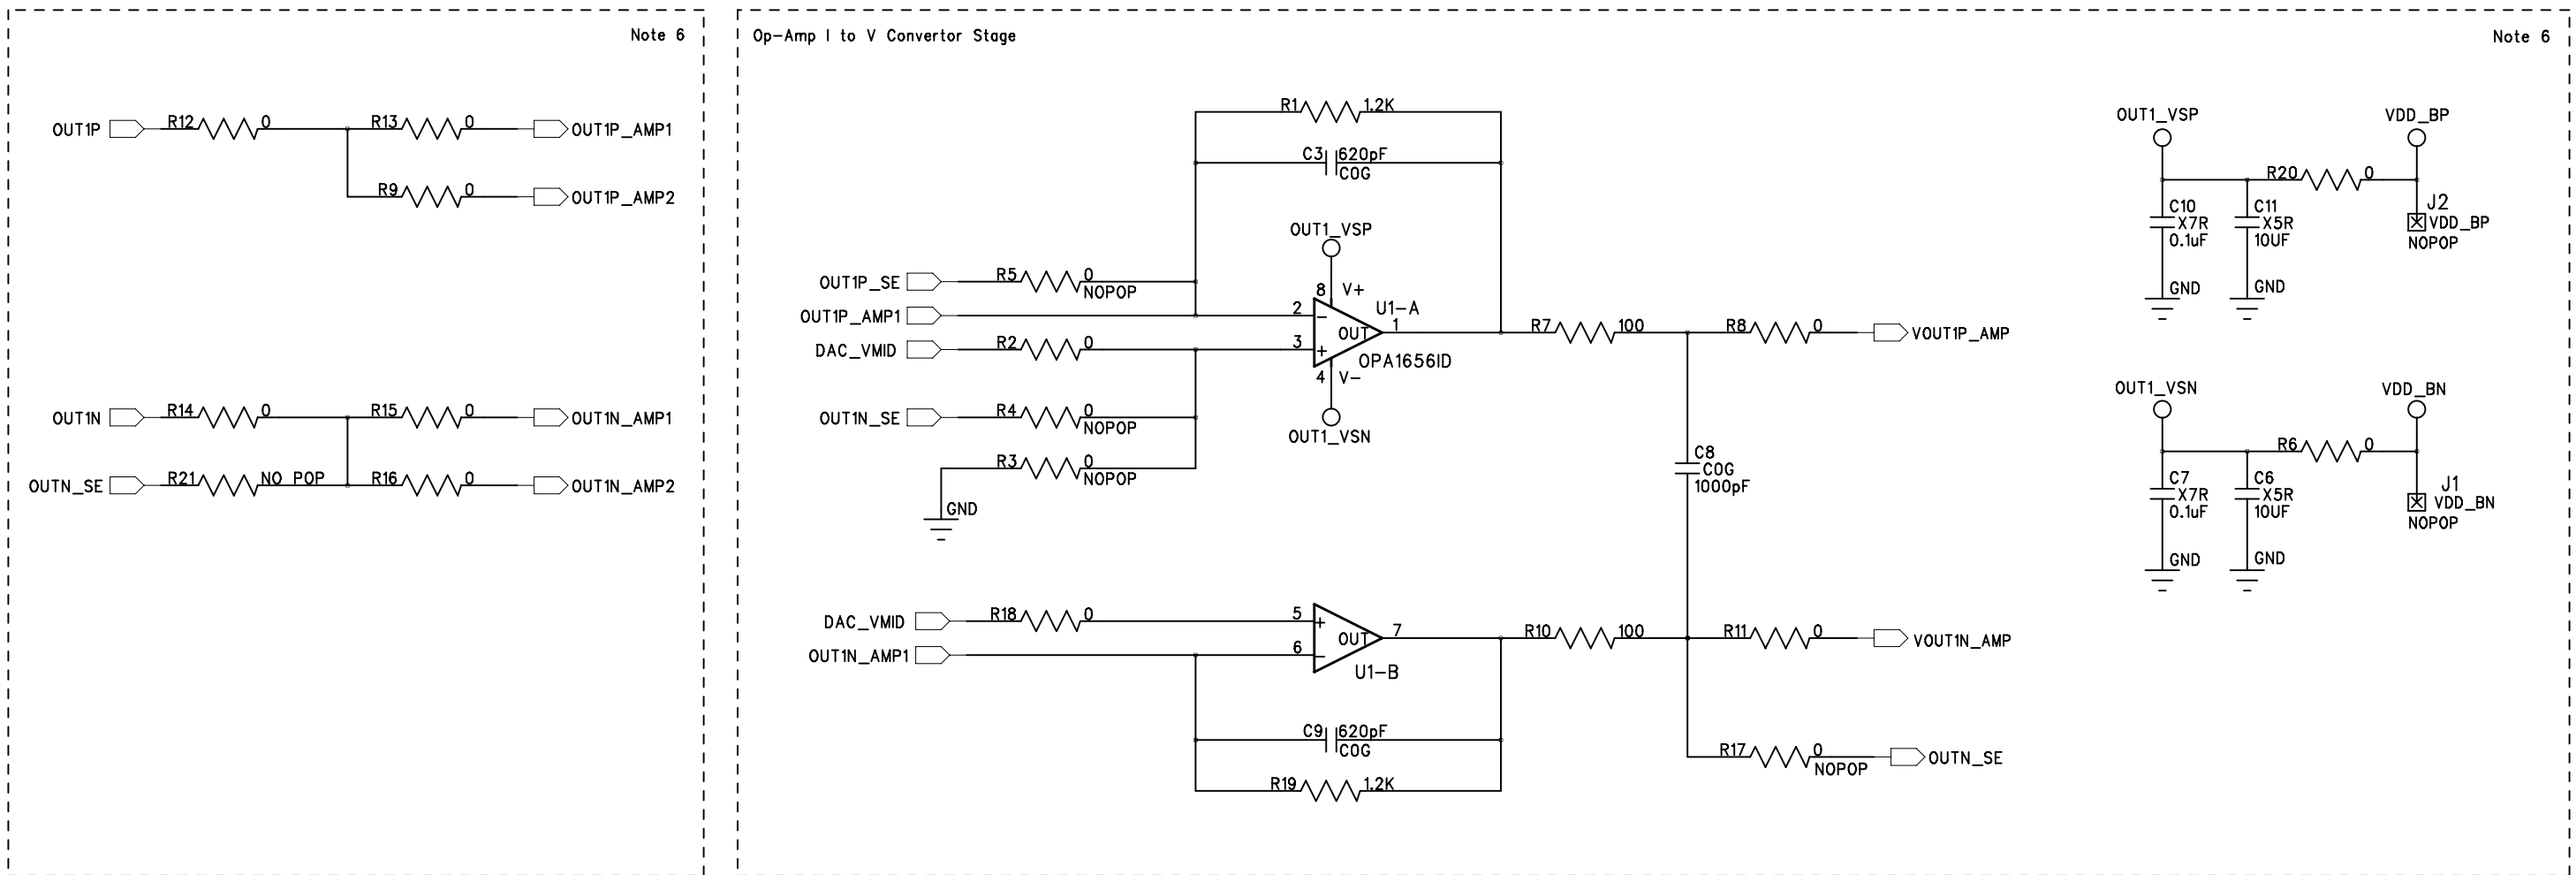 Note 6
OUT1P
R12
0
R13
0
OUT1P_AMP1
R9
0
OUT1P_AMP2
OUT1N
R14
0
R15
0
OUT1N_AMP1
OUTN_SE
R21
NO POP
R16
0
OUT1N_AMP2
Op-Amp I to V Convertor Stage
Note 6
R1
1.2K
C3
620pF
COG
OUT1_VSP
OUT1P_SE
R5
0
NOPOP
8
V+
U1-A
OUT1P_AMP1
2
-
OUT
1
DAC_VMID
R2
0
3
+
OPA1656ID
4
V-
OUT1N_SE
R4
0
NOPOP
OUT1_VSN
R3
0
NOPOP
GND
R7
100
R8
0
VOUT1P_AMP
C8
COG
1000pF
DAC_VMID
R18
0
5
+
OUT
7
OUT1N_AMP1
6
-
U1-B
R10
100
R11
0
VOUT1N_AMP
C9
620pF
COG
R19
1.2K
R17
0
NOPOP
OUTN_SE
OUT1_VSP
VDD_BP
R20
0
C10
X7R
0.1uF
C11
X5R
10UF
J2
VDD_BP
NOPOP
GND
GND
OUT1_VSN
VDD_BN
R6
0
C7
X7R
0.1uF
C6
X5R
10UF
J1
VDD_BN
NOPOP
GND
GND